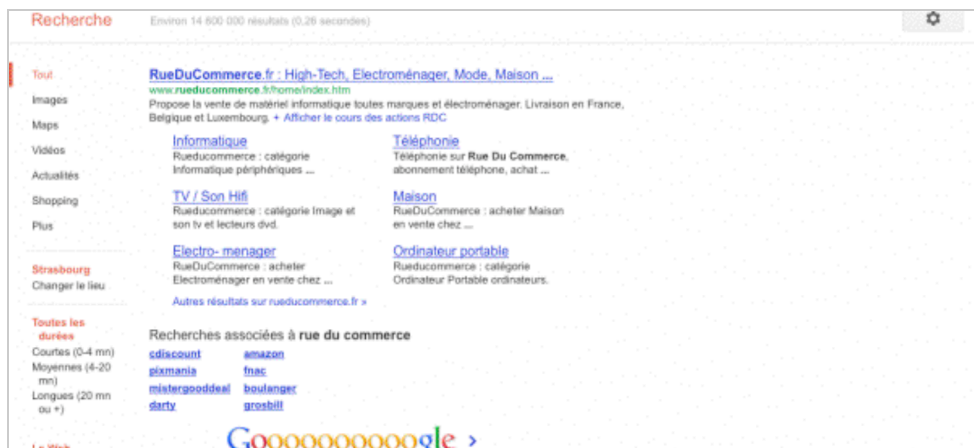 Recherche
Environ 14 600 000 résultats (0,26 secondes)
Tout
Images
Maps
Vidéos
Actualités
Shopping
Plus
Strasbourg
Changer le lieu
Toutes les
durées
Courtes (0-4 mn)
Moyennes (4-20
mn)
Longues (20 mn
ou +)
Le Web
RueDuCommerce.fr : High-Tech, Electroménager, Mode, Maison ...
www.rueducommerce.fr/home/index.htm
Propose la vente de matériel informatique toutes marques et électroménager. Livraison en France,
Belgique et Luxembourg. + Afficher le cours des actions RDC
Informatique
Rueducommerce : catégorie
Informatique périphériques ...
Téléphonie
Téléphonie sur Rue Du Commerce,
abonnement téléphone, achat ...
TV / Son Hifi
Rueducommerce : catégorie Image et
son tv et lecteurs dvd.
Maison
RueDuCommerce : acheter Maison
en vente chez ...
Electro- menager
RueDuCommerce : acheter
Electroménager en vente chez ...
Ordinateur portable
Rueducommerce : catégorie
Ordinateur Portable ordinateurs.
Autres résultats sur rueducommerce.fr »
Recherches associées à rue du commerce
cdiscount amazon
pixmania fnac
mistergooddeal boulanger
darty grosbill
Goooooooooogle >